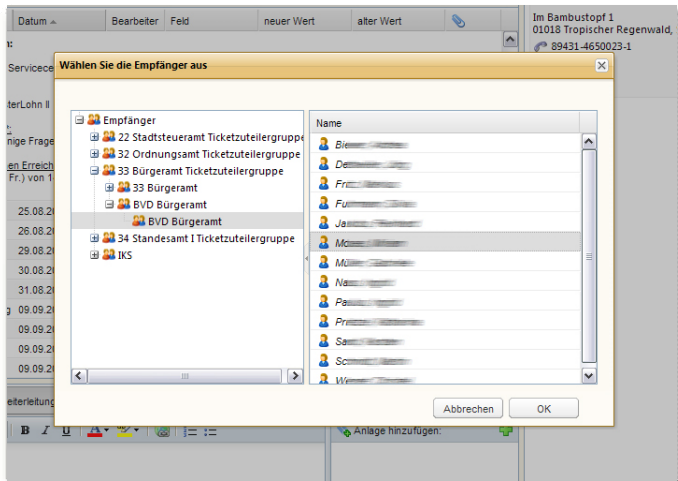 Datum Bearbeiter Feld neuer Wert alter Wert
Im Bambustopf 1
01018 Tropischer Regenwald,
89431-4650023-1
Servicece
Wählen Sie die Empfänger aus
terLohn II
nige Frage
en Erreich
Fr.) von 1
25.08.2
26.08.20
29.08.20
30.08.20
31.08.20
09.09.20
09.09.20
09.09.20
09.09.20
Empfänger
22 Stadtsteueramt Ticketzuteilergruppe
32 Ordnungsamt Ticketzuteilergruppe
33 Bürgeramt Ticketzuteilergruppe
33 Bürgeramt
BVD Bürgeramt
BVD Bürgeramt
34 Standesamt I Ticketzuteilergruppe
IKS
Name
Abbrechen OK
eiterleitung
B I U A
Anlage hinzufügen: